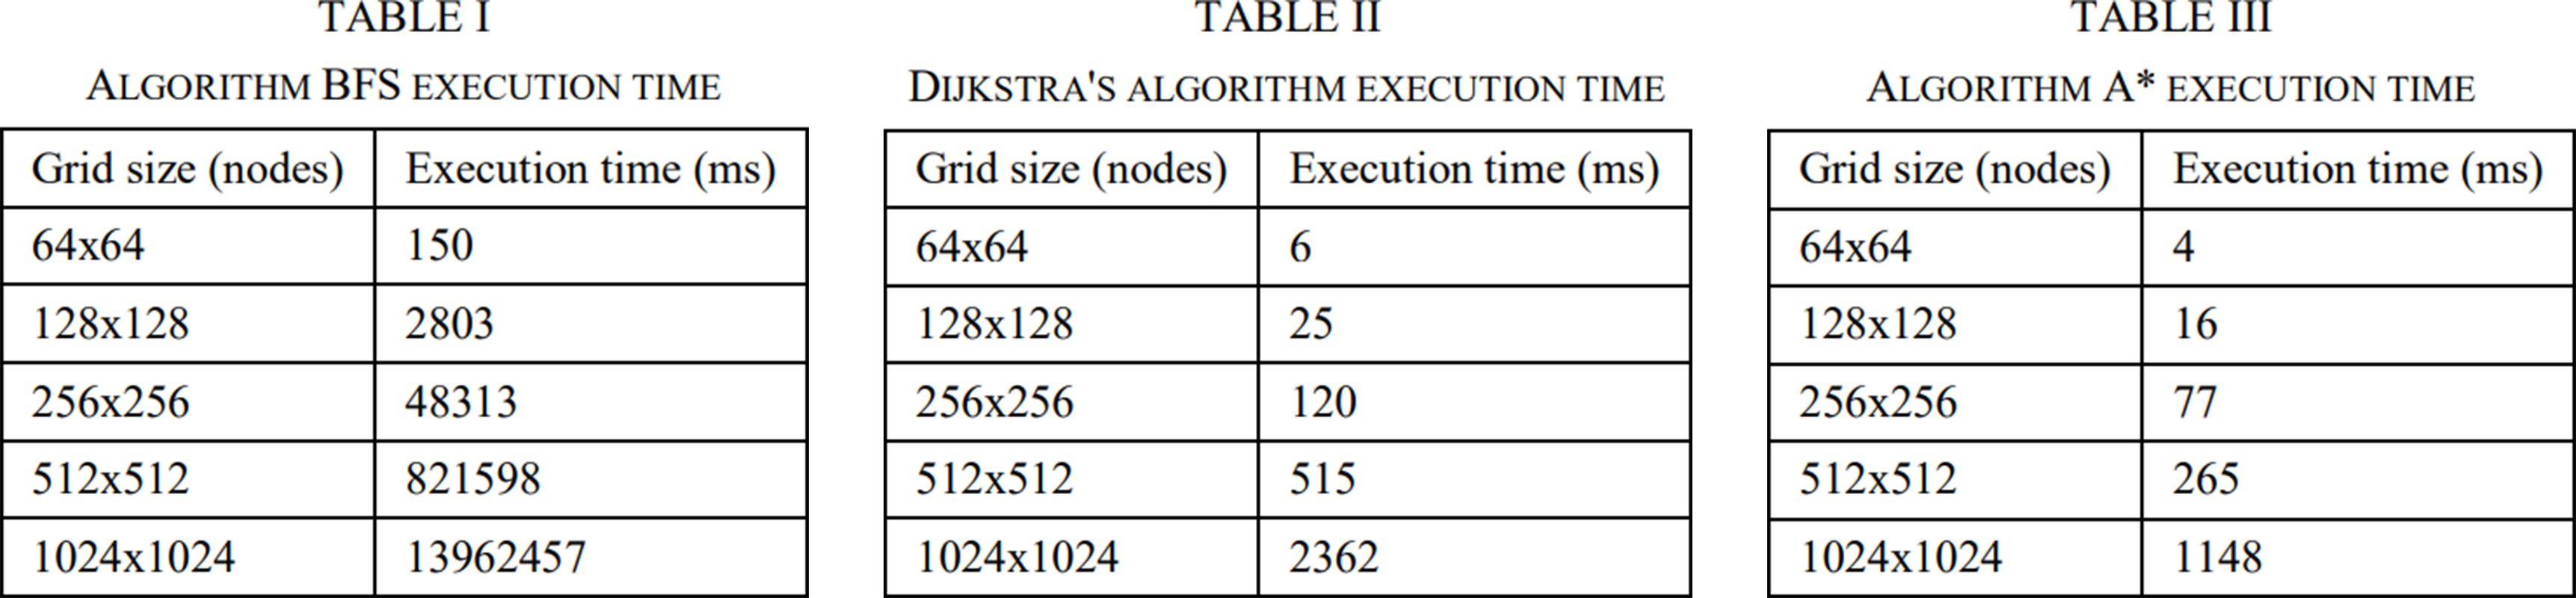 TABLE I
ALGORITHM BFS EXECUTION TIME
Grid size (nodes) Execution time (ms)
64x64 150
128x128 2803
256x256 48313
512x512 821598
1024x1024 13962457
TABLE II
DIJKSTRA'S ALGORITHM EXECUTION TIME
Grid size (nodes) Execution time (ms)
64x64 6
128x128 25
256x256 120
512x512 515
1024x1024 2362
TABLE III
ALGORITHM A* EXECUTION TIME
Grid size (nodes) Execution time (ms)
64x64 4
128x128 16
256x256 77
512x512 265
1024x1024 1148